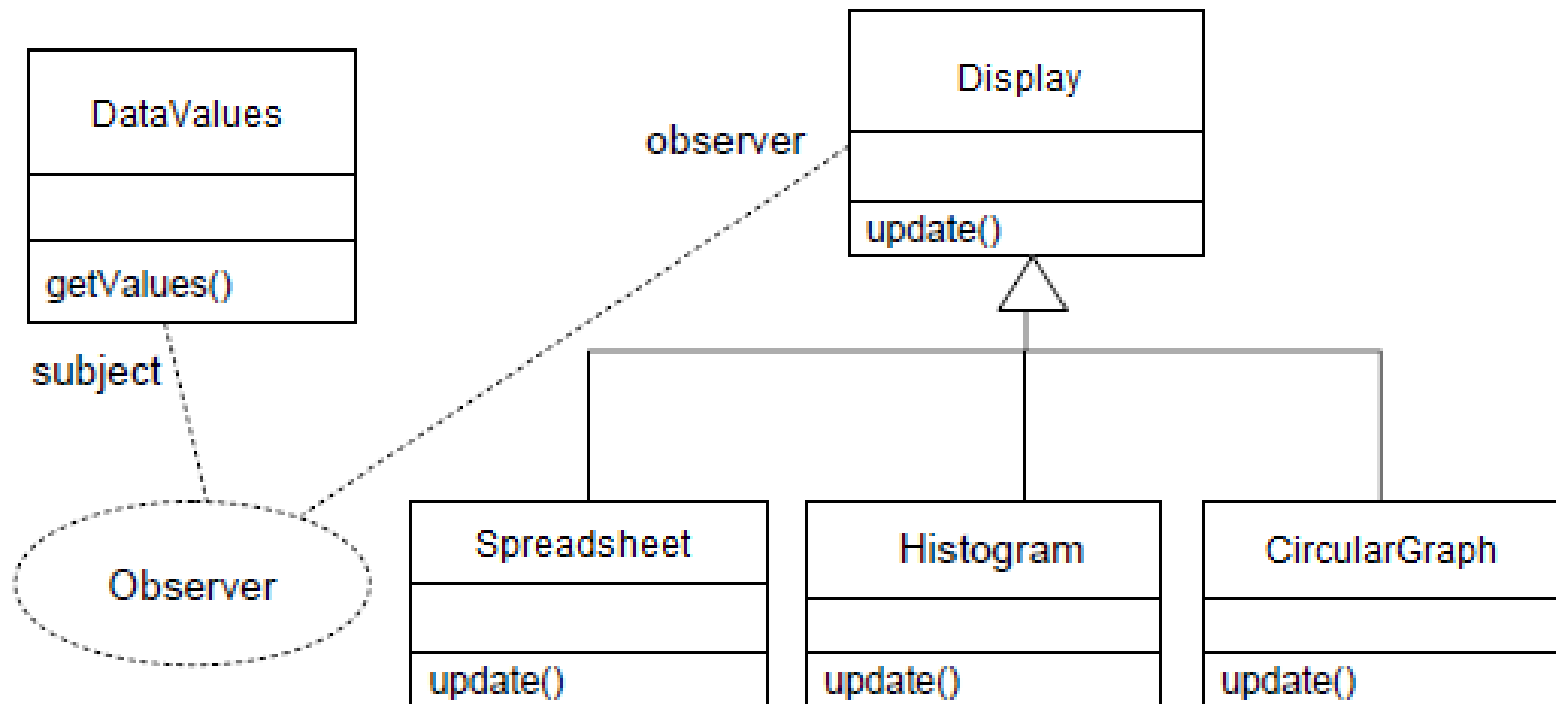 DataValues
getValues()
subject
Observer
observer
Display
update()
Spreadsheet
update()
Histogram
update()
CircularGraph
update()